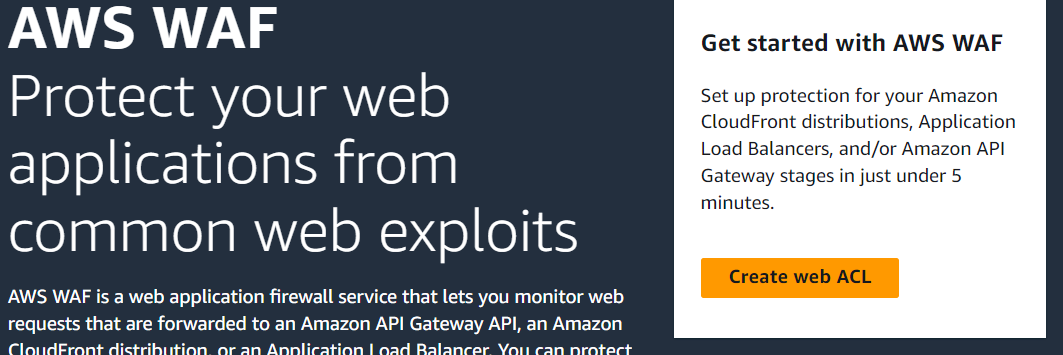 AWS WAF
Protect your web
applications from
common web exploits
AWS WAF is a web application firewall service that lets you monitor web
requests that are forwarded to an Amazon API Gateway API, an Amazon
CloudFront distribution, or an Application Load Balancer. You can protect
Get started with AWS WAF
Set up protection for your Amazon
CloudFront distributions, Application
Load Balancers, and/or Amazon API
Gateway stages in just under 5
minutes.
Create web ACL